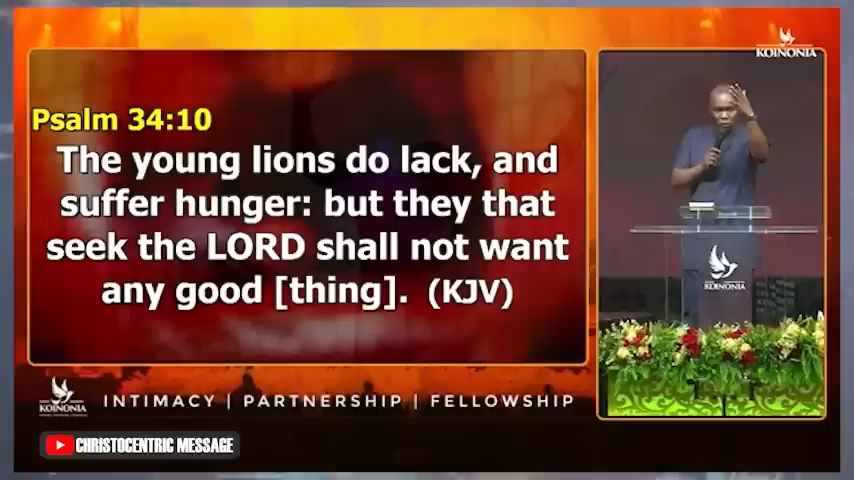 KOINONIA
Psalm 34:10
The young lions do lack, and
suffer hunger: but they that
seek the LORD shall not want
any good [thing]. (KJV)
KOINONIA
KOINONIA
INTIMACY | PARTNERSHIP | FELLOWSHIP
CHRISTOCENTRIC MESSAGE